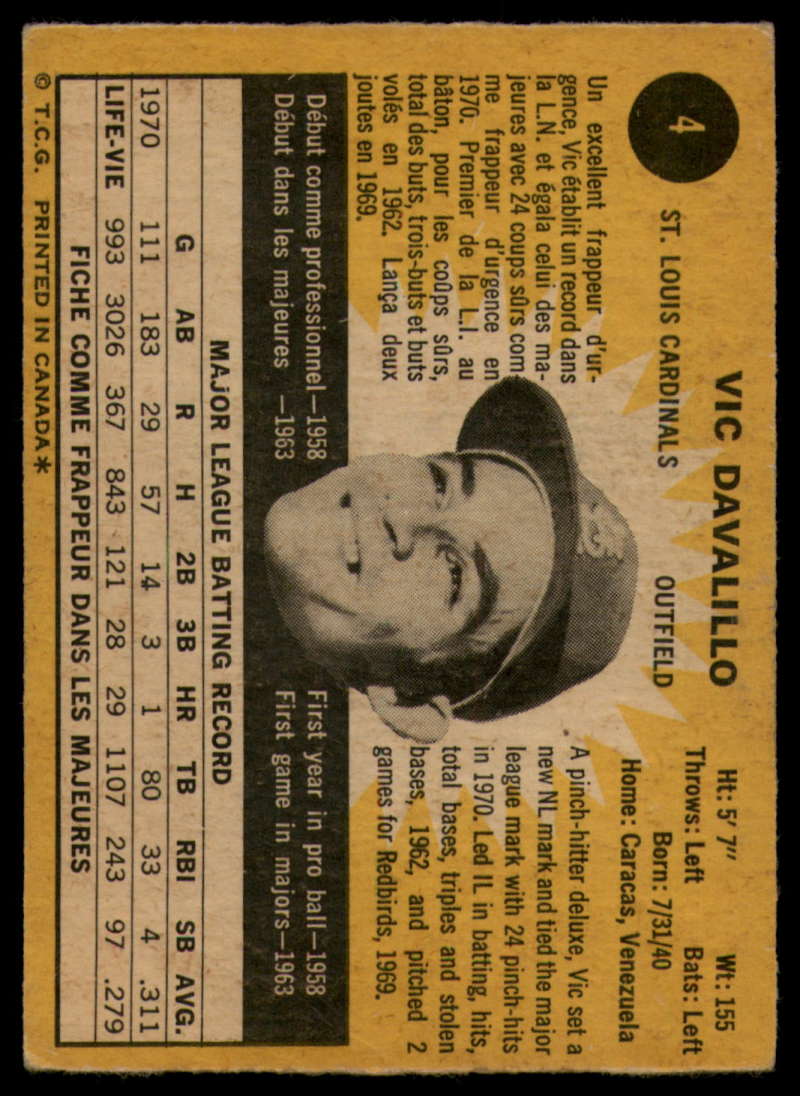 4
VIC DAVALILLO
ST. LOUIS CARDINALS OUTFIELD
Ht: 5' 7" Wt: 155
Throws: Left Bats: Left
Born: 7/31/40
Home: Caracas, Venezuela
Un excellent frappeur d'ur-
gence, Vic établit un record dans
la L.N. et égala celui des ma-
jeures avec 24 coups sûrs com-
me frappeur d'urgence en
1970. Premier de la L.I. au
bâton, pour les coûps sûrs,
total des buts, trois-buts et buts
volés en 1962. Lança deux
joutes en 1969.
A pinch-hitter deluxe, Vic set a
new NL mark and tied the major
league mark with 24 pinch-hits
in 1970. Led IL in batting, hits,
total bases, triples and stolen
bases, 1962, and pitched 2
games for Redbirds, 1969.
Début comme professionnel—1958
Début dans les majeures —1963
First year in pro ball—1958
First game in majors—1963
MAJOR LEAGUE BATTING RECORD
G AB R H 2B 3B HR TB RBI SB AVG.
1970 111 183 29 57 14 3 1 80 33 4 .311
LIFE-VIE 993 3026 367 843 121 28 29 1107 243 97 .279
FICHE COMME FRAPPEUR DANS LES MAJEURES
© T.C.G. PRINTED IN CANADA*